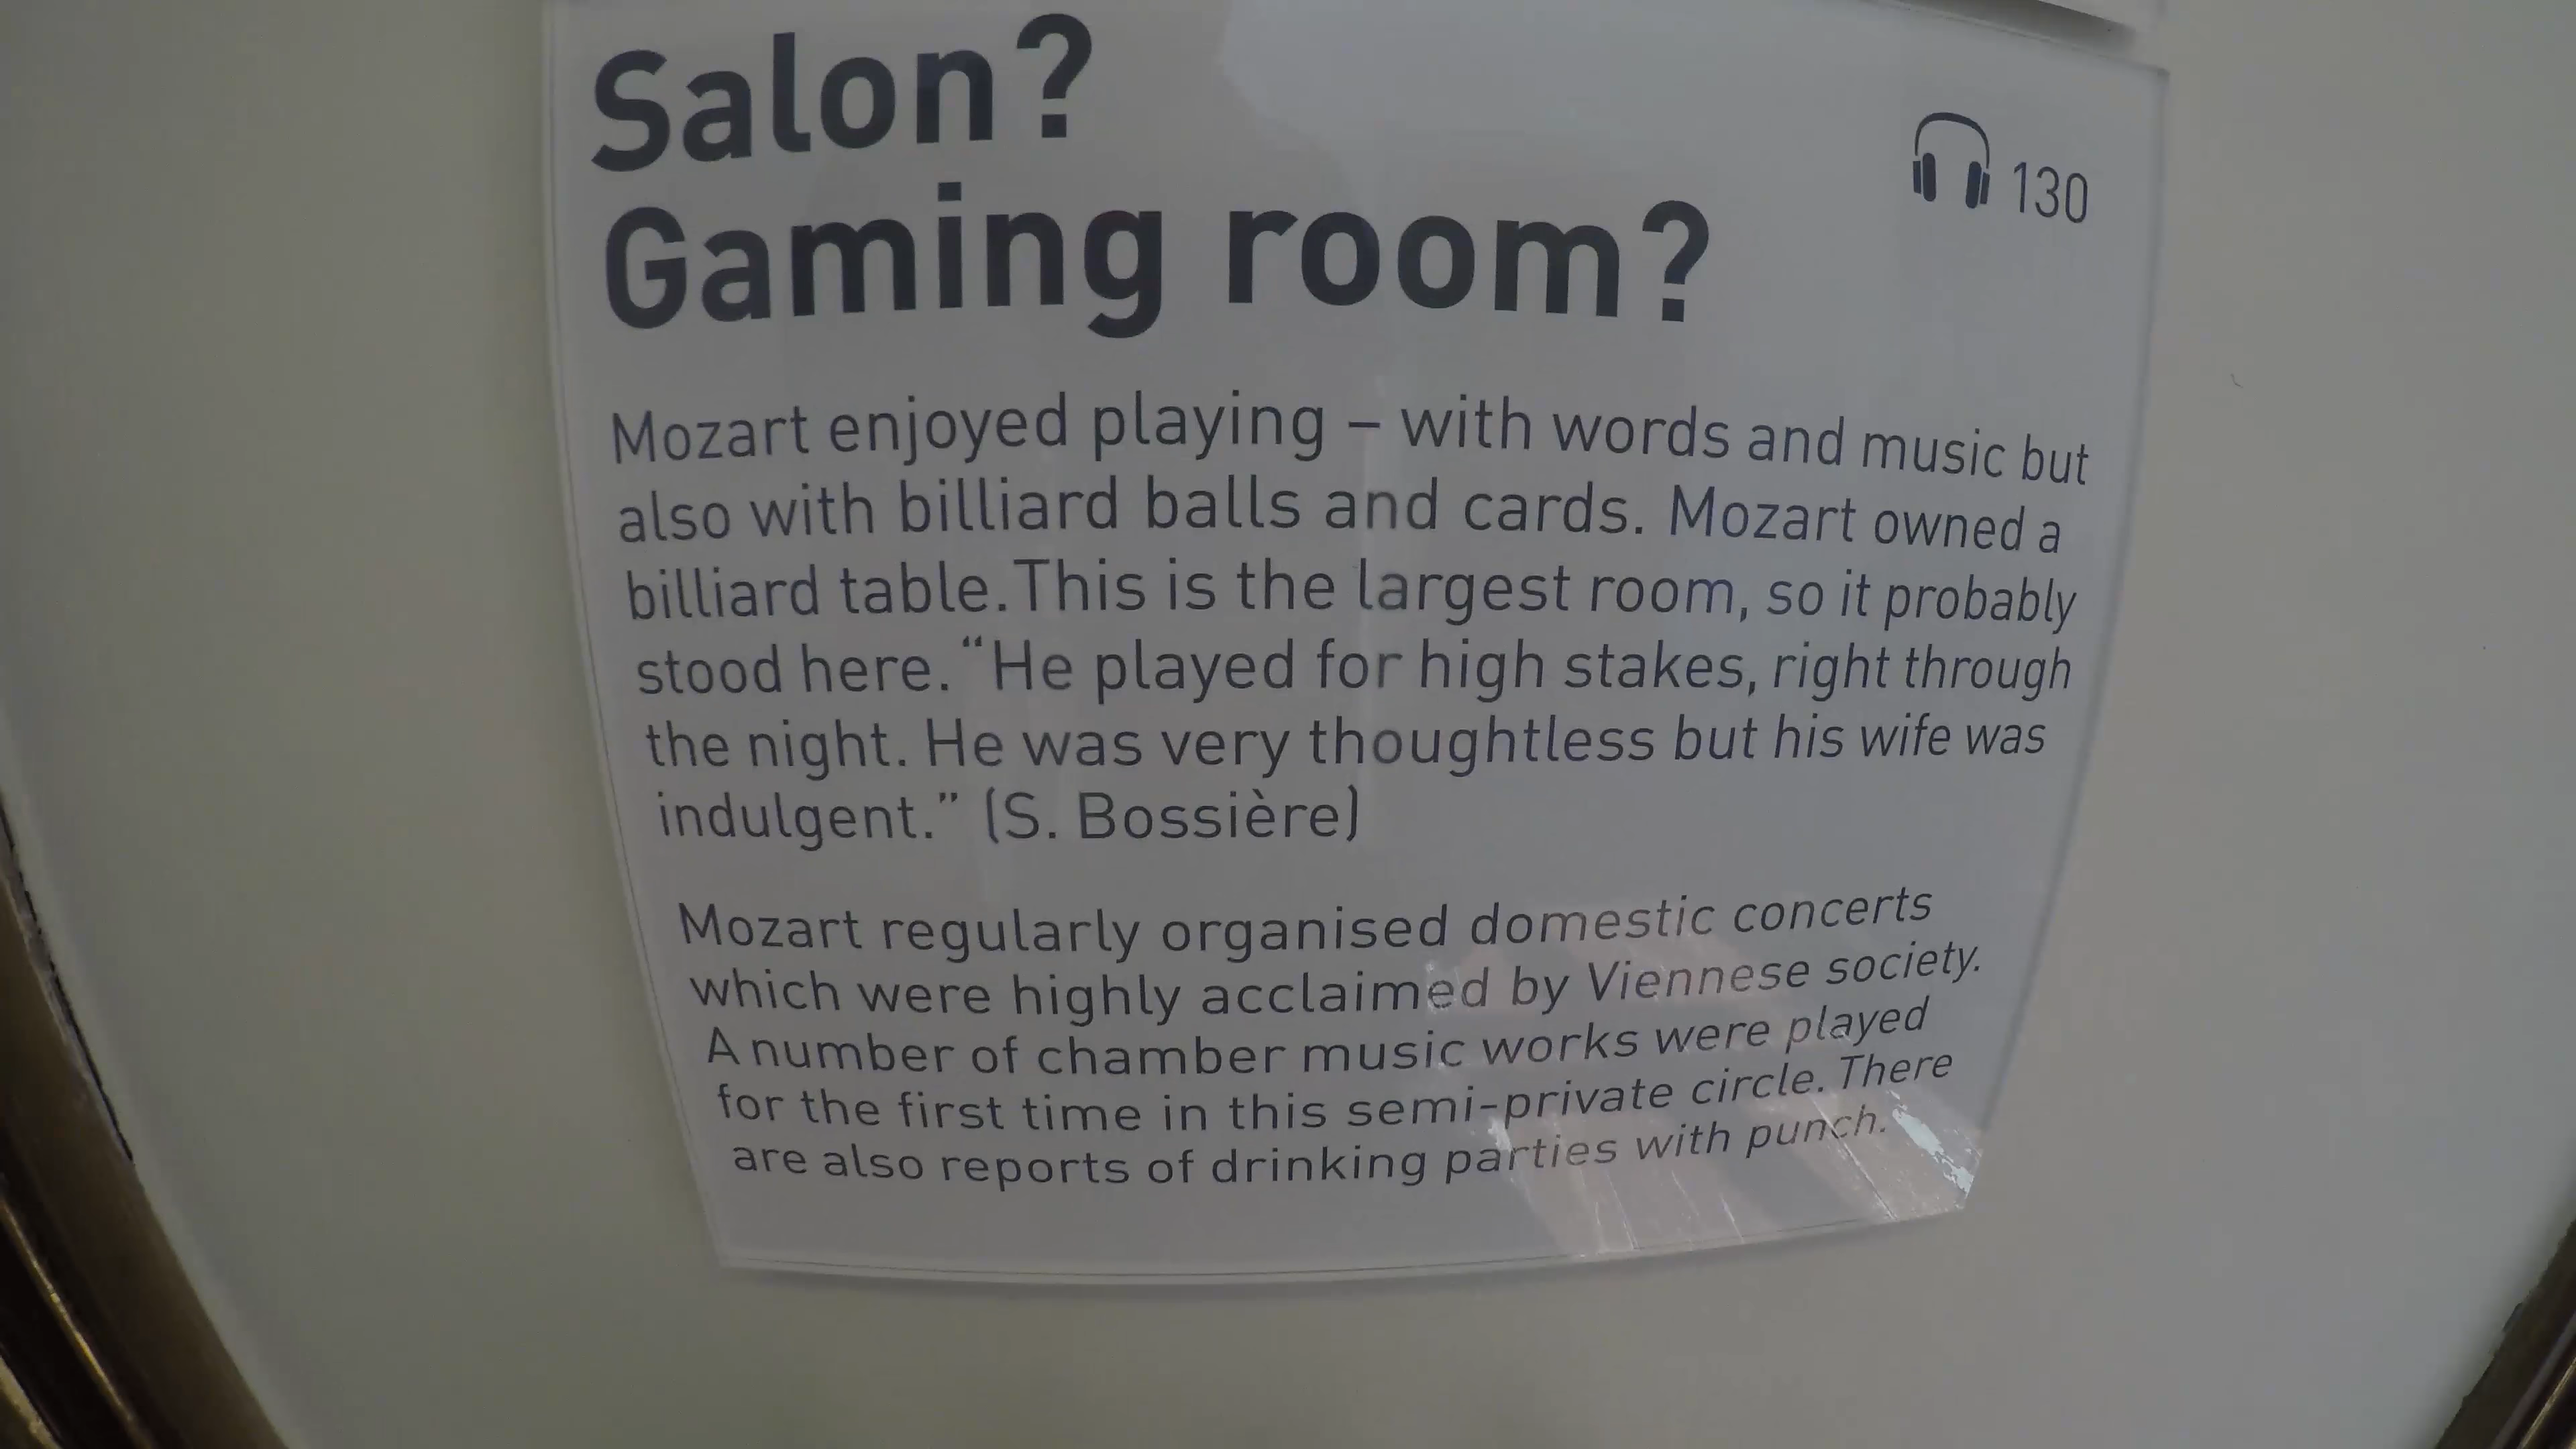 Salon?
Gaming room?
130
Mozart enjoyed playing – with words and music but
also with billiard balls and cards. Mozart owned a
billiard table. This is the largest room, so it probably
stood here. “He played for high stakes, right through
the night. He was very thoughtless but his wife was
indulgent.” (S. Bossière)
Mozart regularly organised domestic concerts
which were highly acclaimed by Viennese society.
A number of chamber music works were played
for the first time in this semi-private circle. There
are also reports of drinking parties with punch.